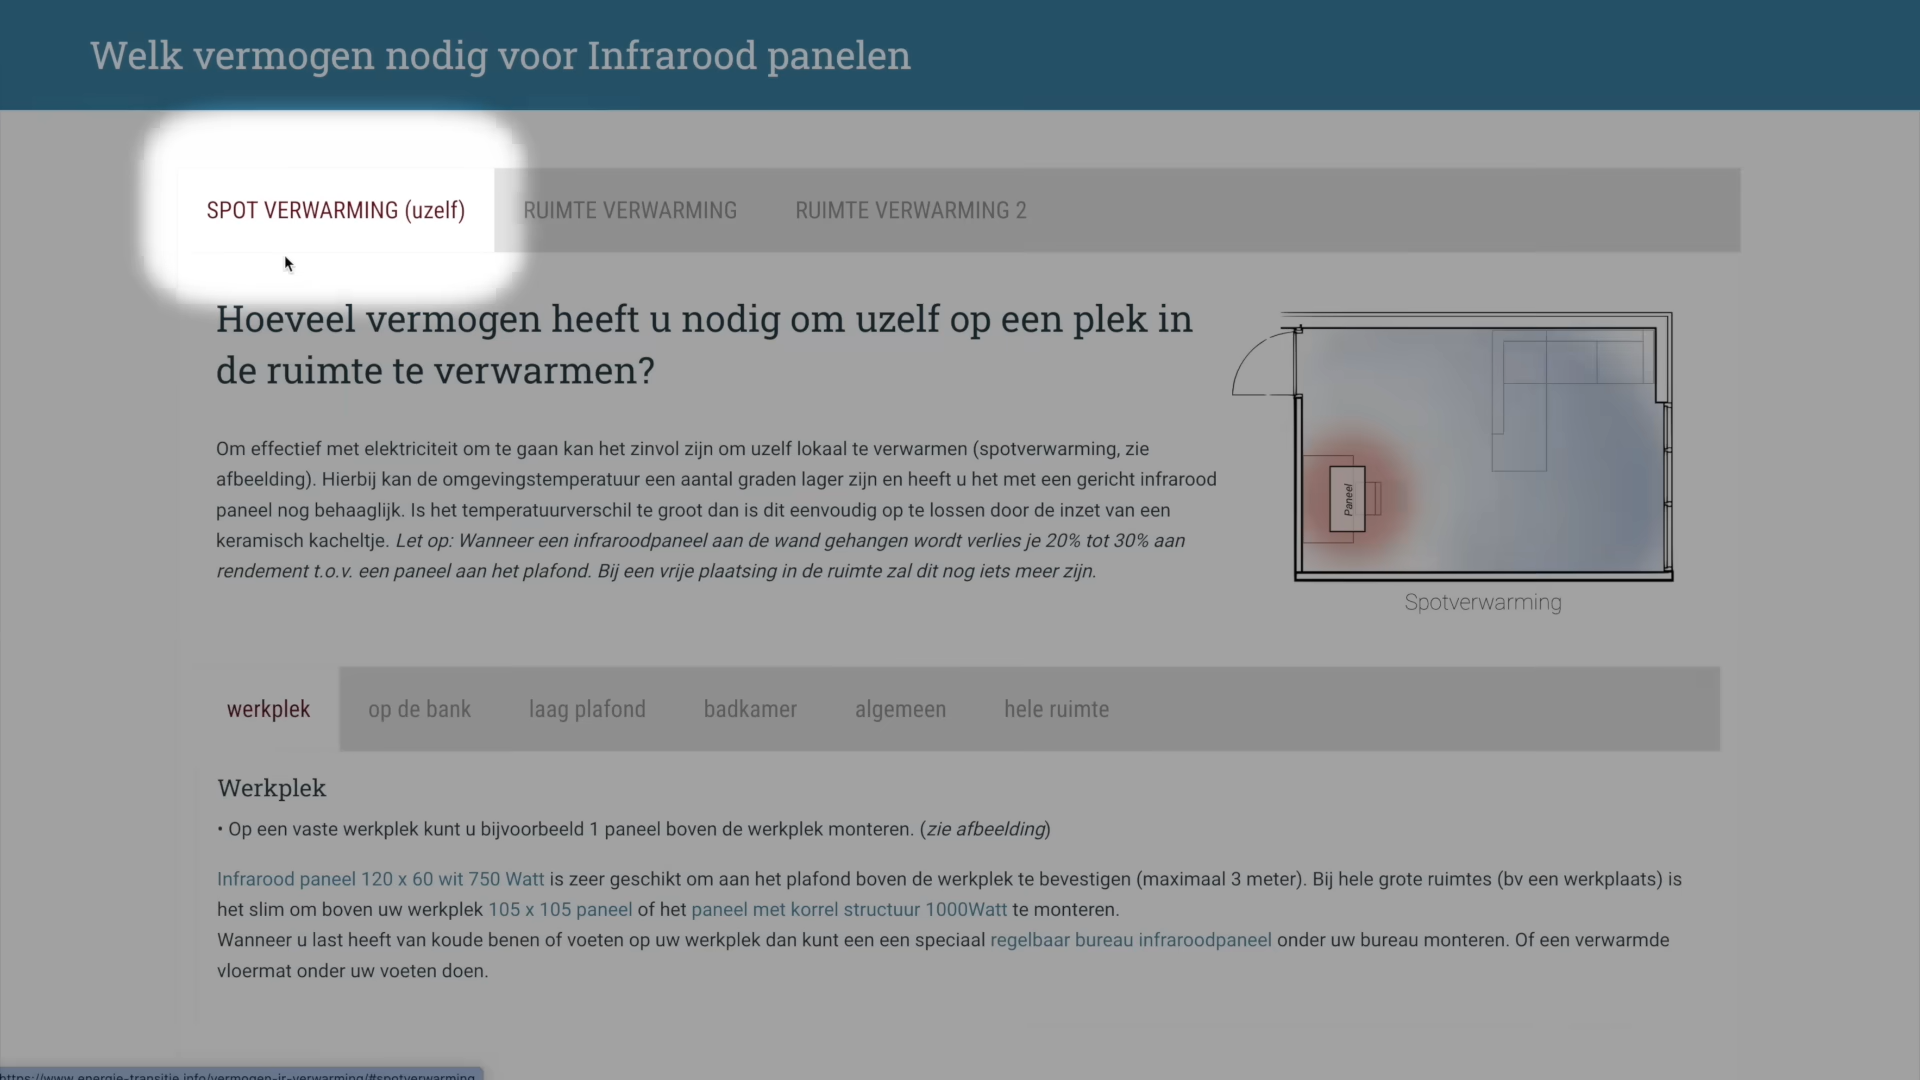 Welk vermogen nodig voor Infrarood panelen
SPOT VERWARMING (uzelf)
RUIMTE VERWARMING
RUIMTE VERWARMING 2
Hoeveel vermogen heeft u nodig om uzelf op een plek in
de ruimte te verwarmen?
Om effectief met elektriciteit om te gaan kan het zinvol zijn om uzelf lokaal te verwarmen (spotverwarming, zie
afbeelding). Hierbij kan de omgevingstemperatuur een aantal graden lager zijn en heeft u het met een gericht infrarood
paneel nog behaaglijk. Is het temperatuurverschil te groot dan is dit eenvoudig op te lossen door de inzet van een
keramisch kacheltje. Let op: Wanneer een infraroodpaneel aan de wand gehangen wordt verlies je 20% tot 30% aan
rendement t.o.v. een paneel aan het plafond. Bij een vrije plaatsing in de ruimte zal dit nog iets meer zijn.
Paneel
Spotverwarming
werkplek
op de bank
laag plafond
badkamer
algemeen
hele ruimte
Werkplek
• Op een vaste werkplek kunt u bijvoorbeeld 1 paneel boven de werkplek monteren. (zie afbeelding)
Infrarood paneel 120 x 60 wit 750 Watt is zeer geschikt om aan het plafond boven de werkplek te bevestigen (maximaal 3 meter). Bij hele grote ruimtes (bv een werkplaats) is
het slim om boven uw werkplek 105 x 105 paneel of het paneel met korrel structuur 1000Watt te monteren.
Wanneer u last heeft van koude benen of voeten op uw werkplek dan kunt een een speciaal regelbaar bureau infraroodpaneel onder uw bureau monteren. Of een verwarmde
vloermat onder uw voeten doen.
https://www.energie-transitie.info/vermogen-ir-verwarming/#spotverwarming